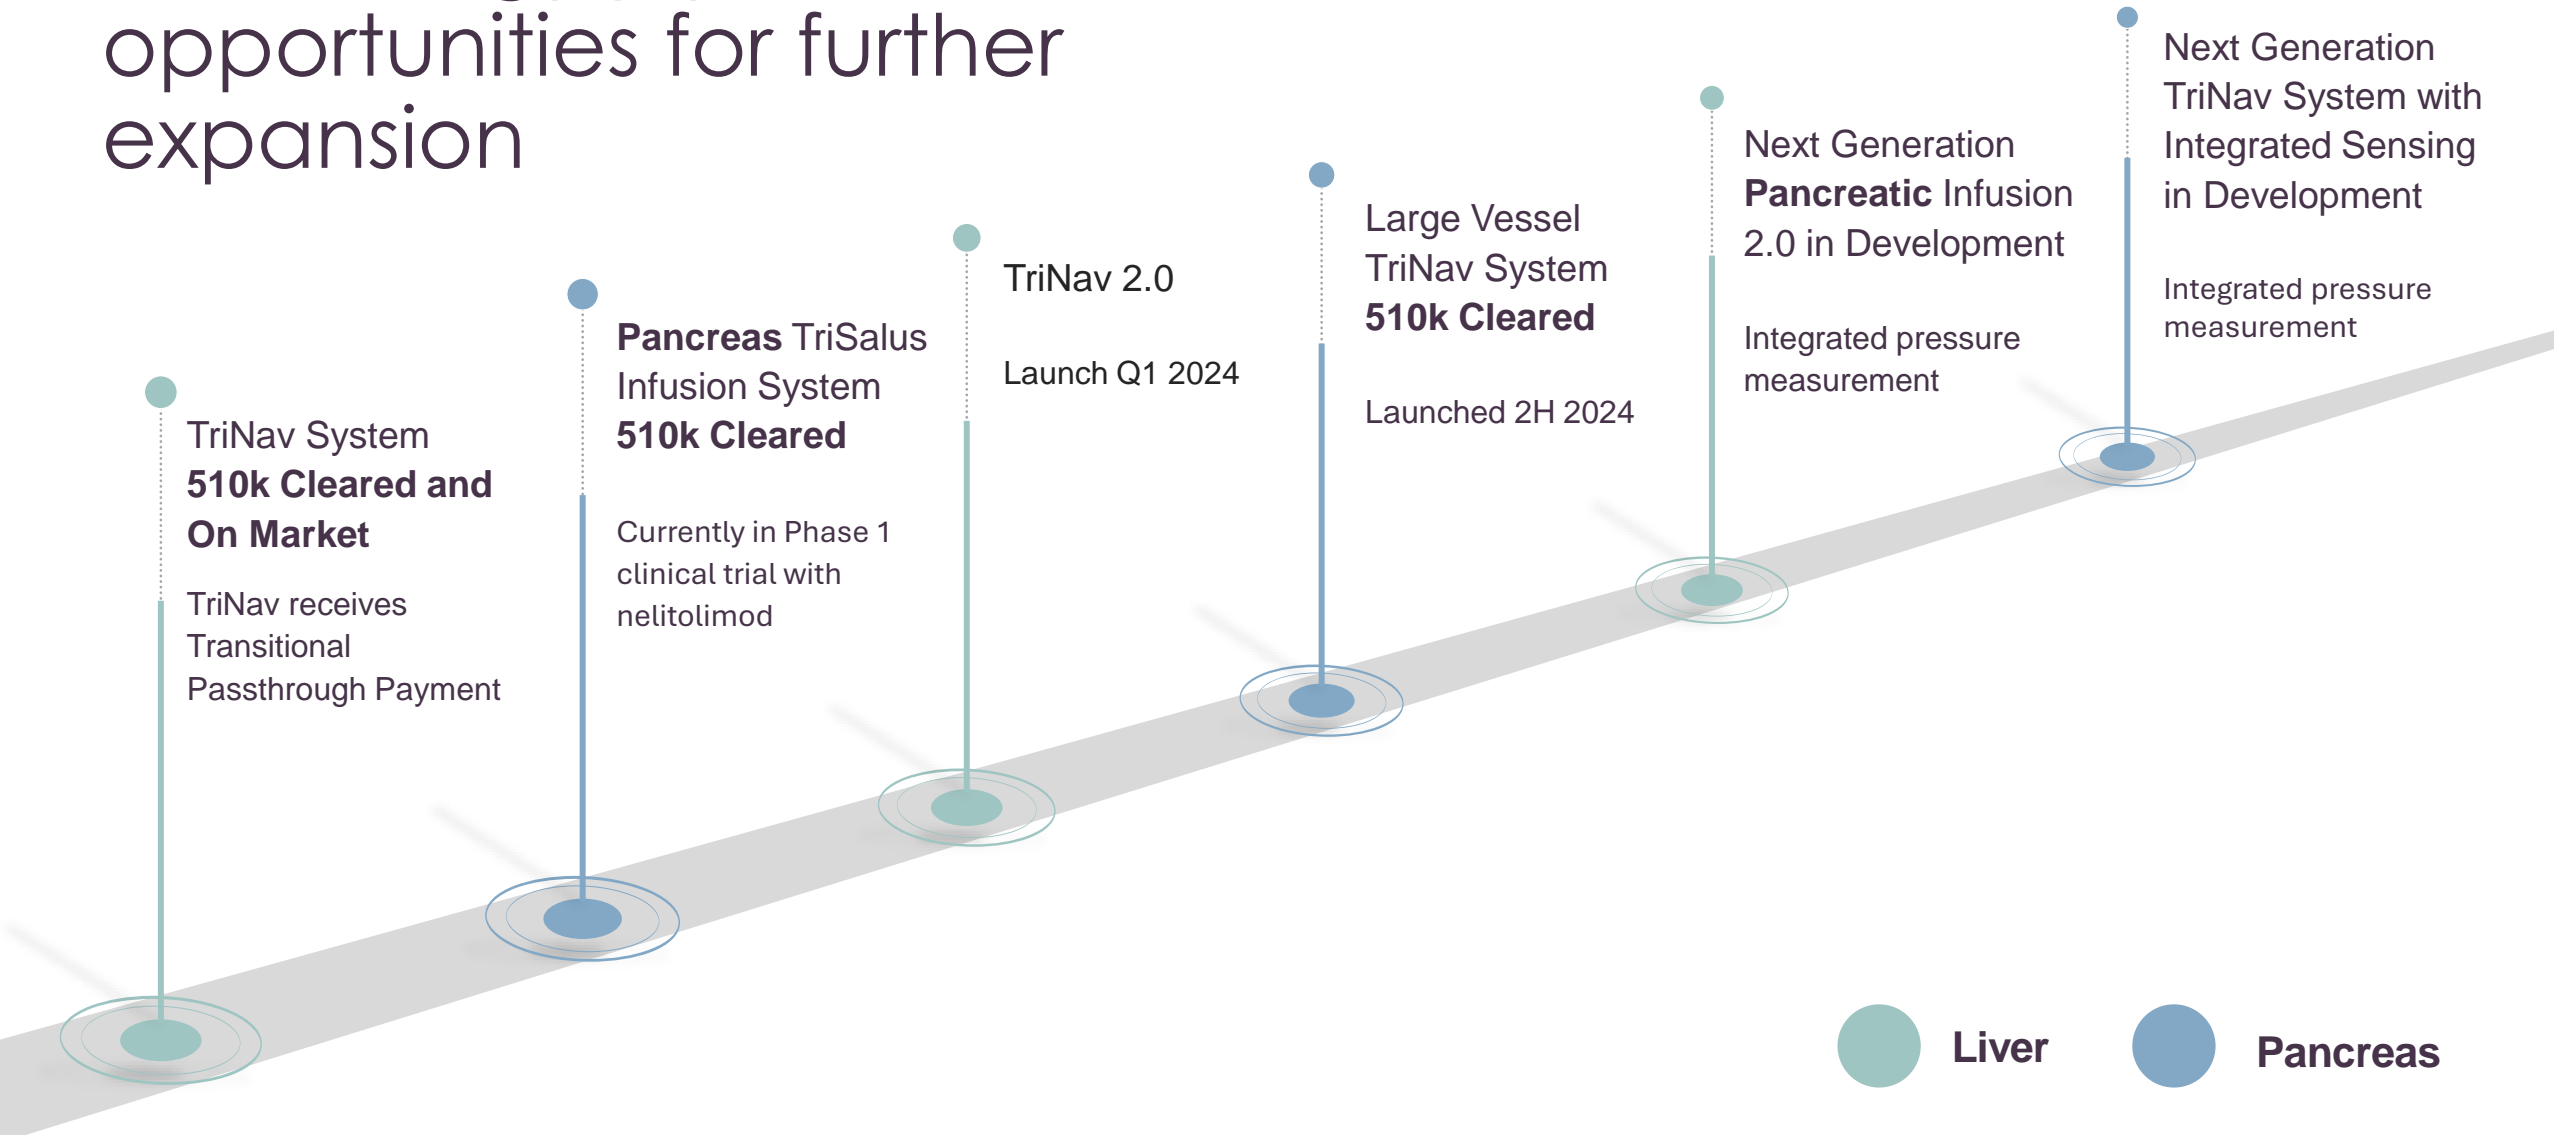 opportunities for further
expansion
TriNav System
510k Cleared and
On Market
TriNav receives
Transitional
Passthrough Payment
Pancreas TriSalus
Infusion System
510k Cleared
Currently in Phase 1
clinical trial with
nelitolimod
TriNav 2.0
Launch Q1 2024
Large Vessel
TriNav System
510k Cleared
Launched 2H 2024
Next Generation
Pancreatic Infusion
2.0 in Development
Integrated pressure
measurement
Next Generation
TriNav System with
Integrated Sensing
in Development
Integrated pressure
measurement
Liver
Pancreas